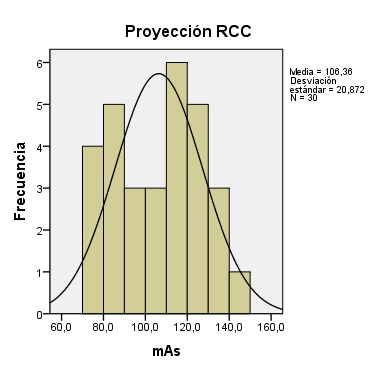 Proyección RCC
Media = 106,36
Desviación
estándar = 20,872
N = 30
Frecuencia
6
5
4
3
2
1
0
60,0 80,0 100,0 120,0 140,0 160,0
mAs